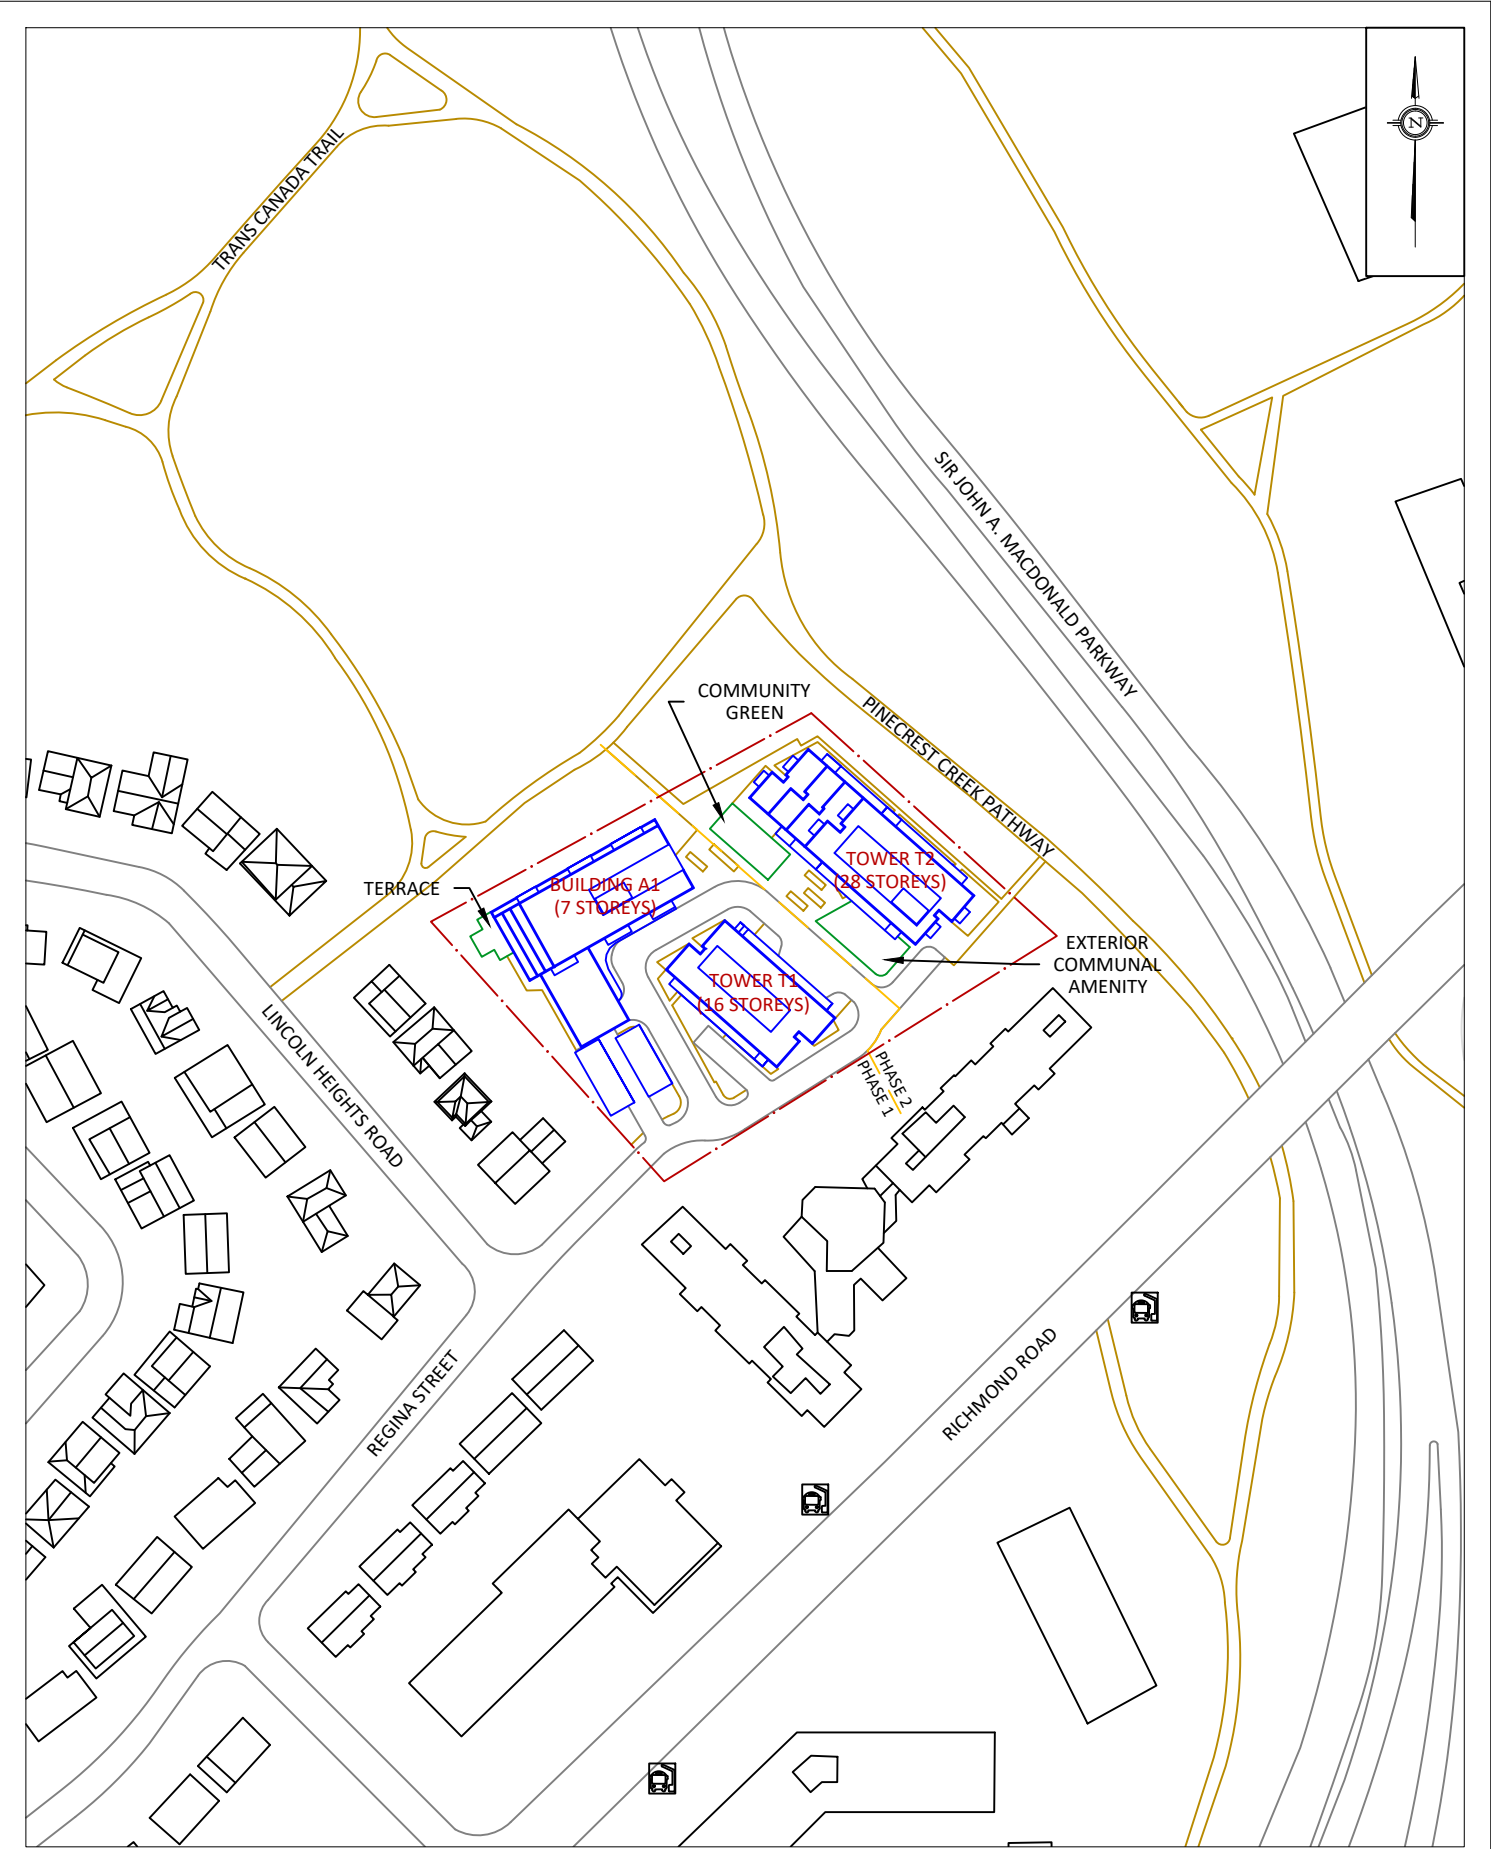 N
TRANS CANADA TRAIL
SIR JOHN A. MACDONALD PARKWAY
COMMUNITY
GREEN
PINECREST CREEK PATHWAY
TOWER T2
(28 STOREYS)
TERRACE
BUILDING A1
(7 STOREYS)
EXTERIOR
COMMUNAL
AMENITY
TOWER T1
(16 STOREYS)
LINCOLN HEIGHTS ROAD
PHASE 2
PHASE 1
REGINA STREET
RICHMOND ROAD